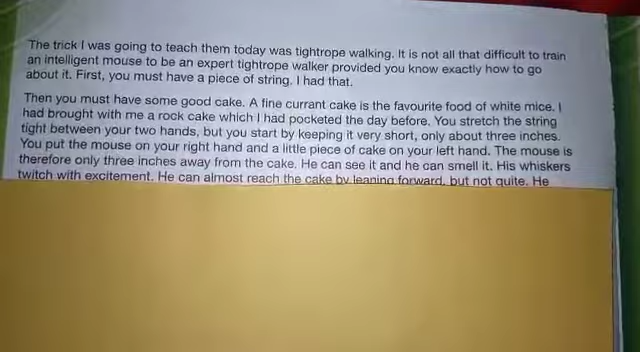 The trick I was going to teach them today was tightrope walking. It is not all that difficult to train
an intelligent mouse to be an expert tightrope walker provided you know exactly how to go
about it. First, you must have a piece of string. I had that.
Then you must have some good cake. A fine currant cake is the favourite food of white mice. I
had brought with me a rock cake which I had pocketed the day before. You stretch the string
tight between your two hands, but you start by keeping it very short, only about three inches.
You put the mouse on your right hand and a little piece of cake on your left hand. The mouse is
therefore only three inches away from the cake. He can see it and he can smell it. His whiskers
twitch with excitement. He can almost reach the cake by leaning forward, but not quite. He